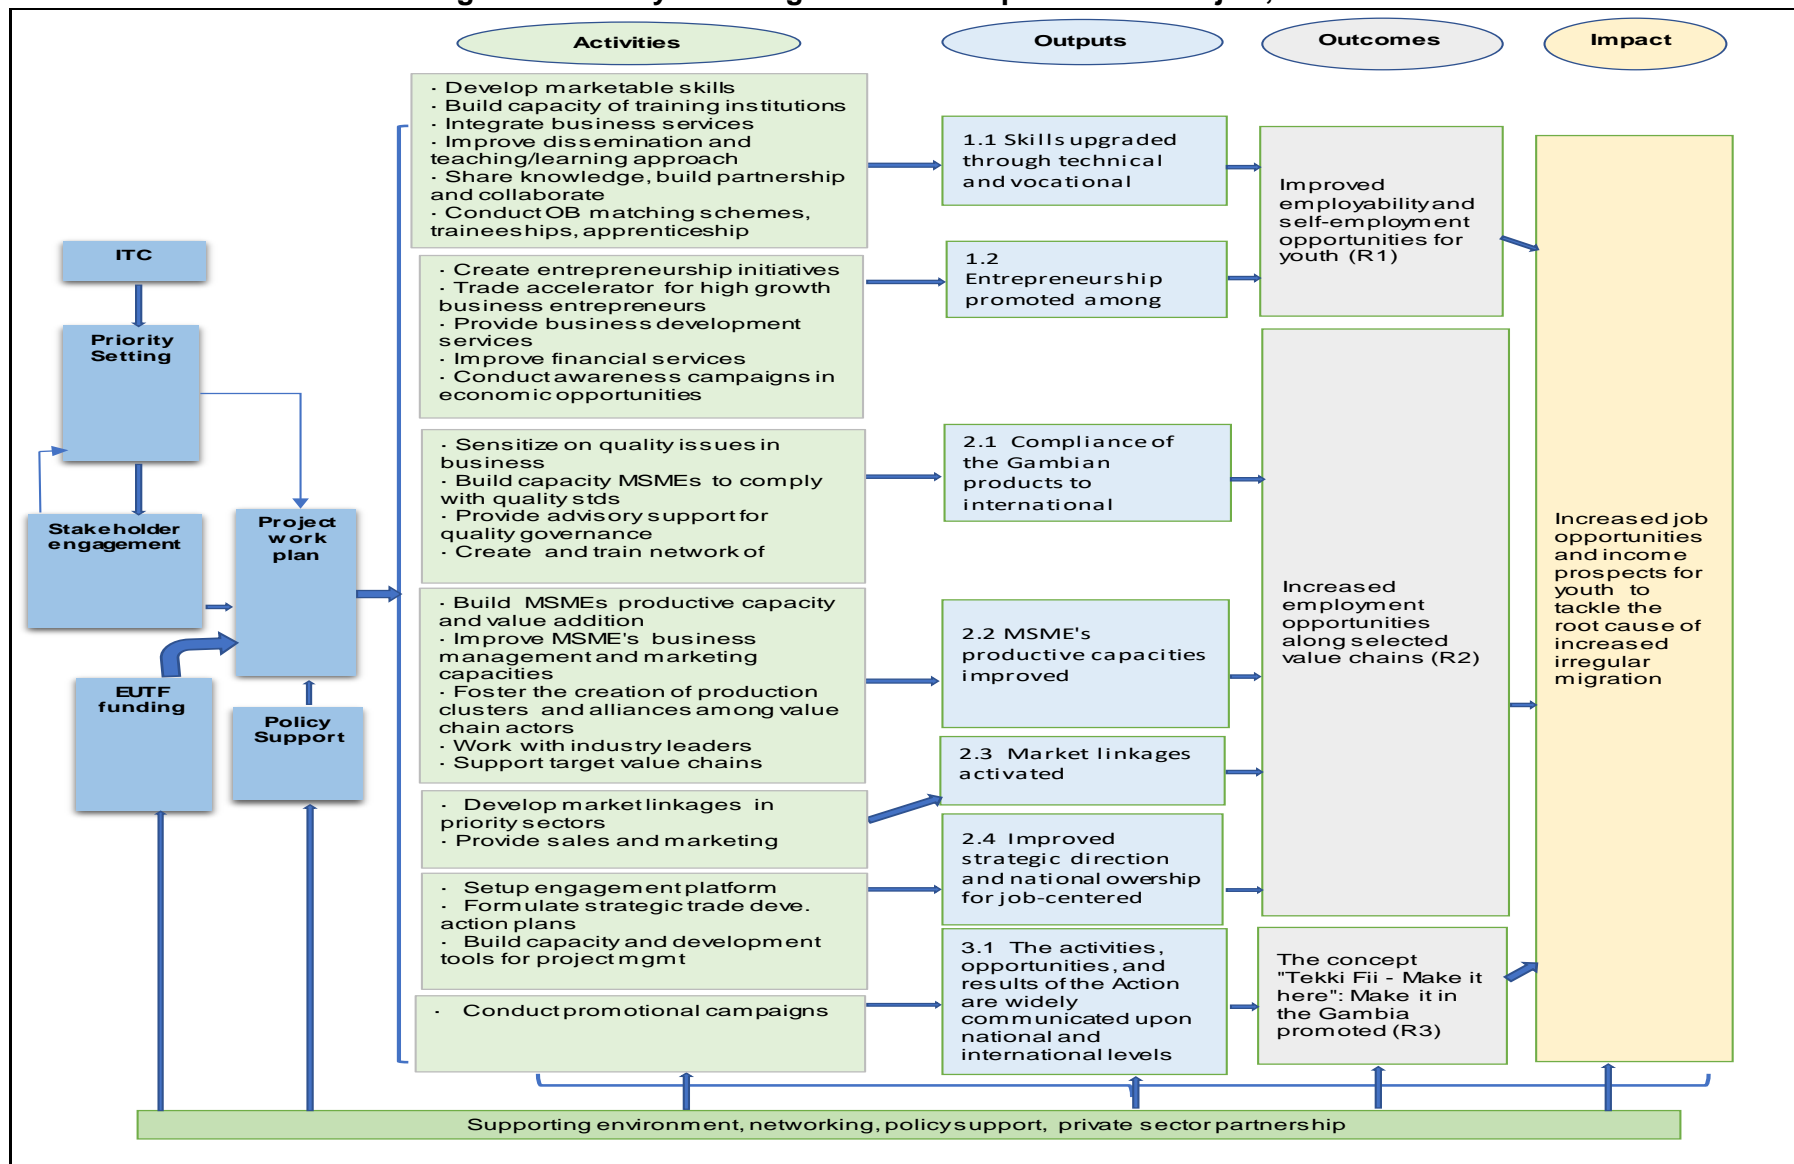 Activities
Outputs
Outcomes
Impact
ITC
Priority
Setting
Stakeholder
engagement
Project
work
plan
EUTF
funding
Policy
Support
· Develop marketable skills
· Build capacity of training institutions
· Integrate business services
· Improve dissemination and
teaching/learning approach
· Share knowledge, build partnership
and collaborate
· Conduct OB matching schemes,
traineeships, apprenticeship
· Create entrepreneurship initiatives
· Trade accelerator for high growth
business entrepreneurs
· Provide business development
services
· Improve financial services
· Conduct awareness campaigns in
economic opportunities
· Sensitize on quality issues in
business
· Build capacity MSMEs to comply
with quality stds
· Provide advisory support for
quality governance
· Create and train network of
· Build MSMEs productive capacity
and value addition
· Improve MSME's business
management and marketing
capacities
· Foster the creation of production
clusters and alliances among value
chain actors
· Work with industry leaders
· Support target value chains
· Develop market linkages in
priority sectors
· Provide sales and marketing
· Setup engagement platform
· Formulate strategic trade deve.
action plans
· Build capacity and development
tools for project mgmt
· Conduct promotional campaigns
1.1 Skills upgraded
through technical
and vocational
1.2
Entrepreneurship
promoted among
2.1 Compliance of
the Gambian
products to
international
2.2 MSME's
productive capacities
improved
2.3 Market linkages
activated
2.4 Improved
strategic direction
and national owership
for job-centered
3.1 The activities,
opportunities, and
results of the Action
are widely
communicated upon
national and
international levels
Improved
employability and
self-employment
opportunities for
youth (R1)
Increased
employment
opportunities
along selected
value chains (R2)
The concept
"Tekki Fii - Make it
here": Make it in
the Gambia
promoted (R3)
Increased job
opportunities
and income
prospects for
youth to
tackle the
root cause of
increased
irregular
migration
Supporting environment, networking, policy support, private sector partnership